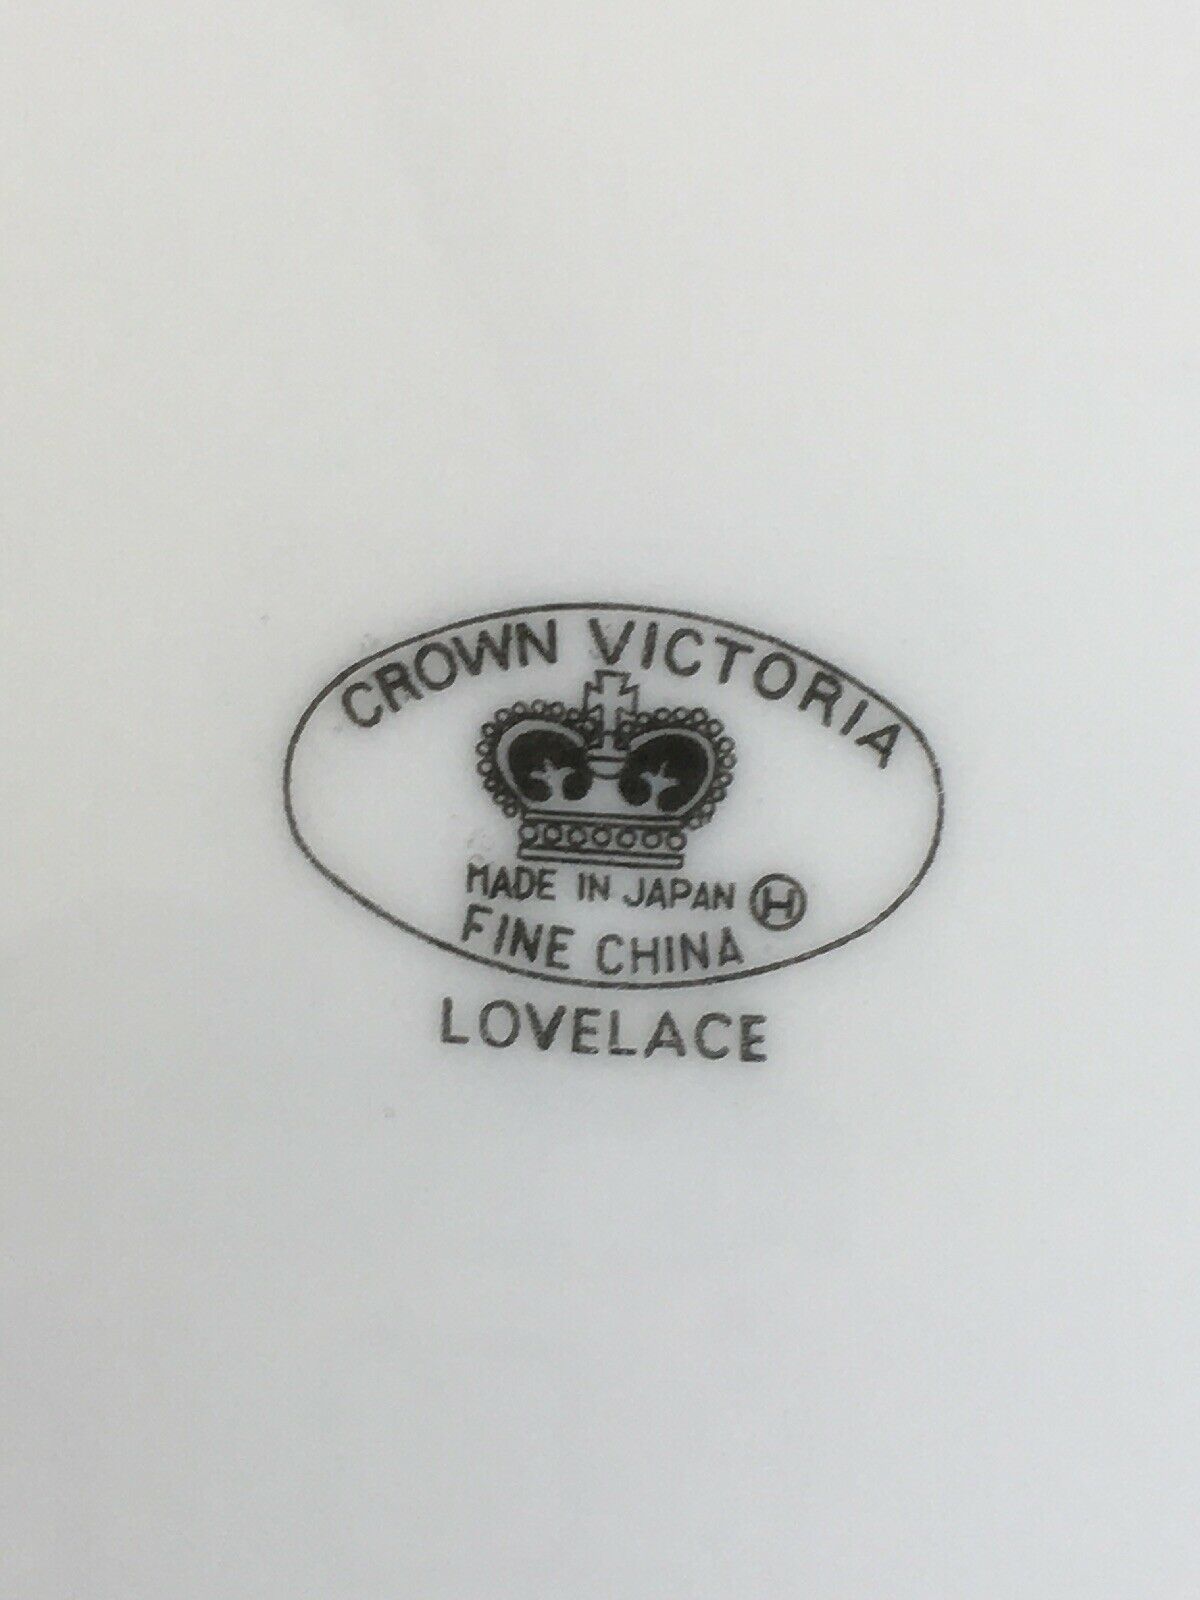 CROWN VICTORIA
MADE IN JAPAN Ⓗ
FINE CHINA
LOVELACE